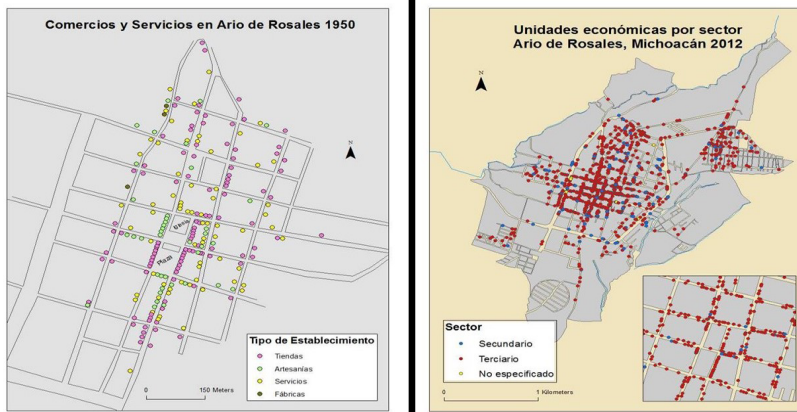 Comercios y Servicios en Ario de Rosales 1950
N
Plaza
Tipo de Establecimiento
Tiendas
Artesanías
Servicios
Fábricas
0 150 Meters
Unidades económicas por sector
Ario de Rosales, Michoacán 2012
N
Sector
Secundario
Terciario
No especificado
0 1 Kilometers